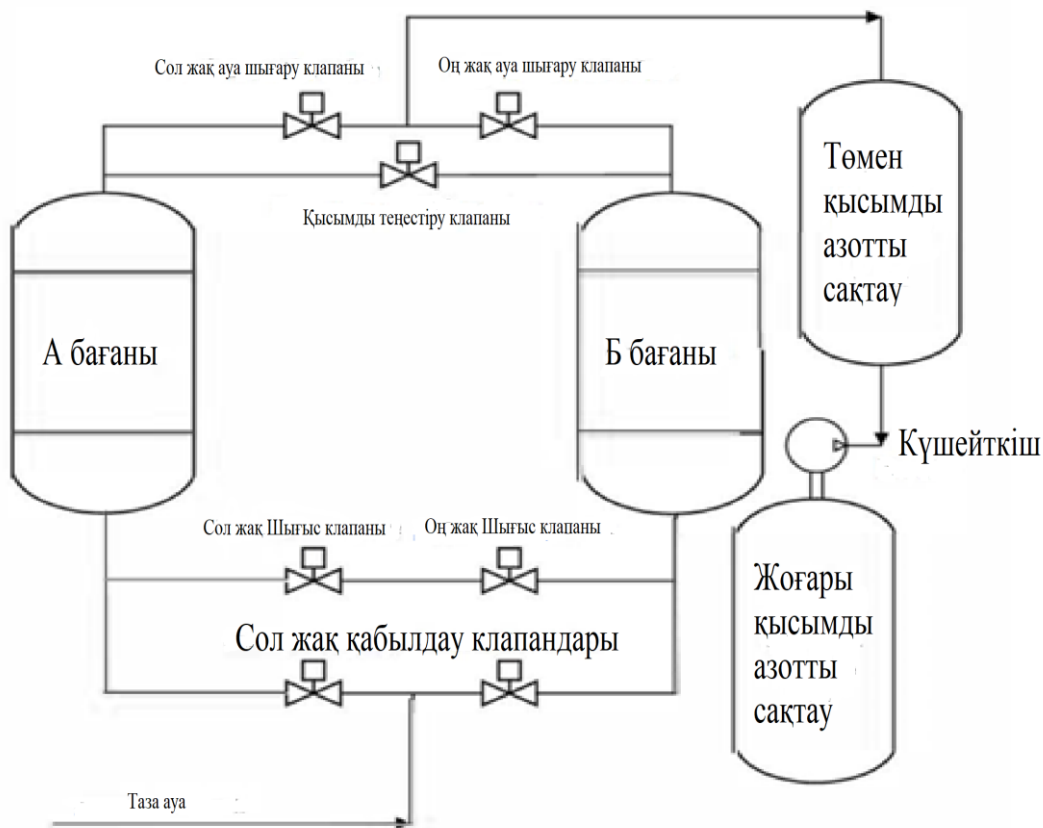 Сол жақ ауа шығару клапаны
Оң жақ ауа шығару клапаны
Қысымды теңестіру клапаны
Төмен
қысымды
азотты
сақтау
А бағаны
Б бағаны
Күшейткіш
Сол жақ Шығыс клапаны
Оң жақ Шығыс клапаны
Сол жақ қабылдау клапандары
Жоғары
қысымды
азотты
сақтау
Таза ауа